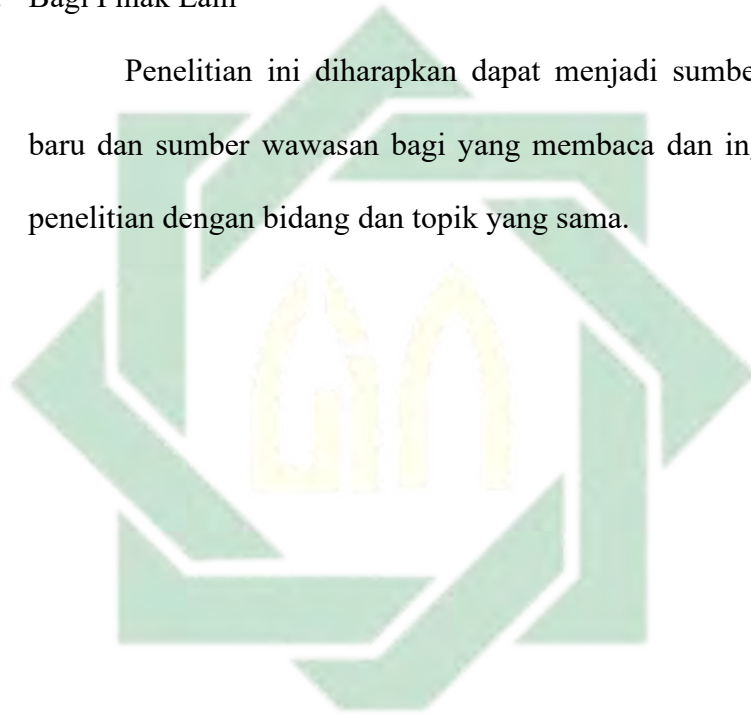 Bagi Pihak Lain
Penelitian ini diharapkan dapat menjadi sumbe
baru dan sumber wawasan bagi yang membaca dan in
penelitian dengan bidang dan topik yang sama.